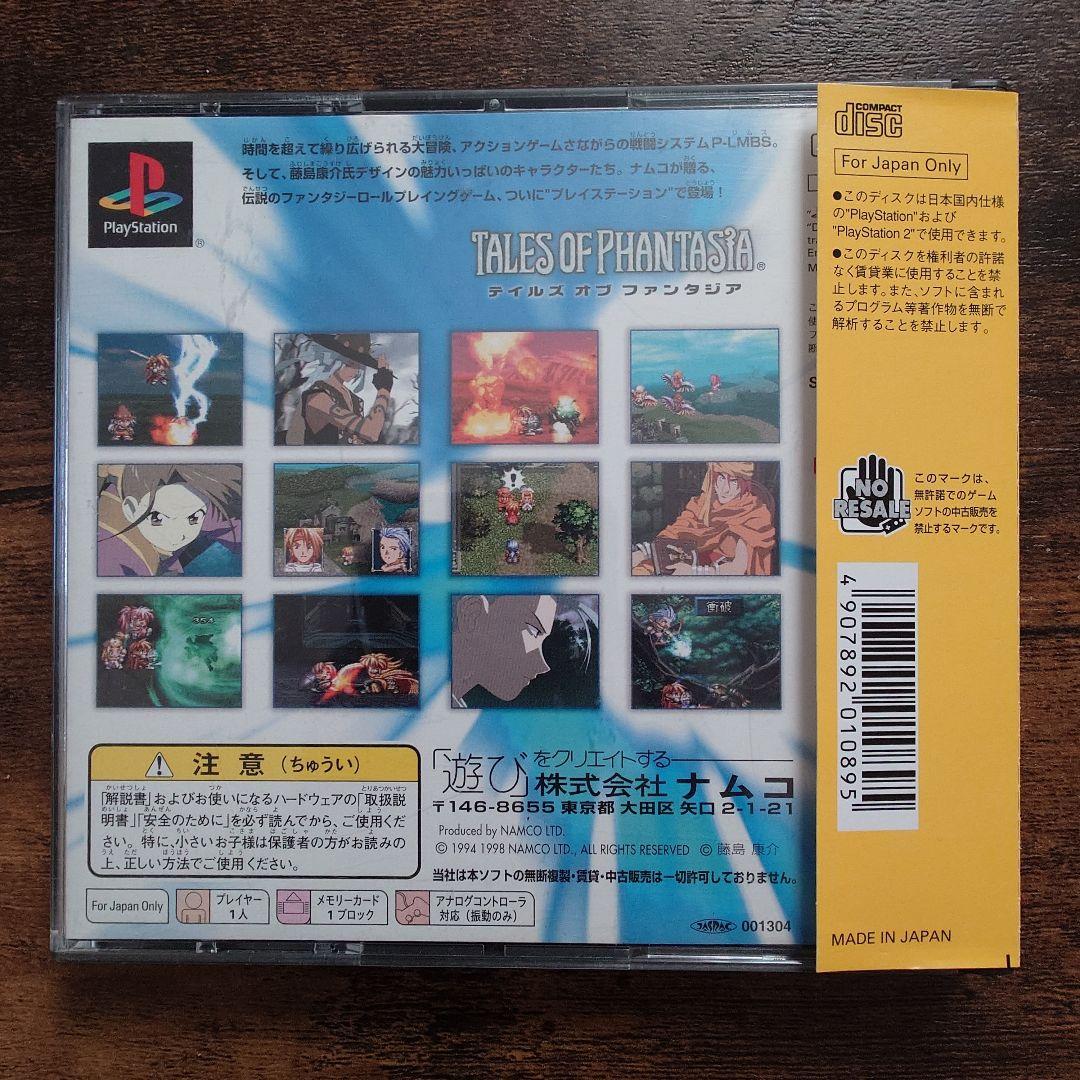 時間を超えて繰り広げられる大冒険、アクションゲームさながらの戦闘システムP-LMBS。
そして、藤島康介氏デザインの魅力いっぱいのキャラクターたち。ナムコが贈る、
伝説のファンタジーロールプレイングゲーム、ついに"プレイステーション"で登場!
PlayStation
®
TALES OF PHANTASIA®
テイルズ オブ ファンタジア
354
衝破
注意(ちゅうい)
「解説書」およびお使いになるハードウェアの「取扱説
明書」「安全のために」を必ず読んでから、ご使用くだ
さい。特に、小さいお子様は保護者の方がお読みの
上、正しい方法でご使用ください。
「遊び」をクリエイトする
株式会社 ナムコ
〒146-8655 東京都 大田区 矢口 2-1-21
Produced by NAMCO LTD.
© 1994 1998 NAMCO LTD., ALL RIGHTS RESERVED © 藤島 康介
当社は本ソフトの無断複製・賃貸・中古販売は一切許可しておりません。
For Japan Only
プレイヤー
1人
メモリーカード
1ブロック
アナログコントローラ
対応(振動のみ)
JASRAC 001304
COMPACT
disc
For Japan Only
●このディスクは日本国内仕様
の"PlayStation"および
"PlayStation 2"で使用できます。
●このディスクを権利者の許諾
なく賃貸業に使用することを禁
止します。また、ソフトに含まれ
るプログラム等著作物を無断で
解析することを禁止します。
NO
RESALE
このマークは、
無許諾でのゲーム
ソフトの中古販売を
禁止するマークです。
4 907892 010895
MADE IN JAPAN